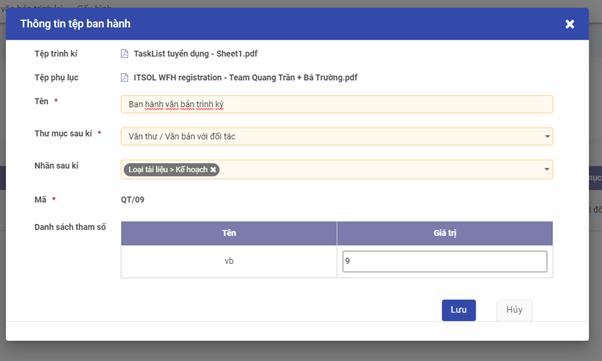 Thông tin tệp ban hành
Tệp trình kí TaskList tuyển dụng - Sheet1.pdf
Tệp phụ lục ITSOL WFH registration - Team Quang Trần + Bá Trường.pdf
Tên * Ban hành văn bản trình ký
Thư mục sau kí * Văn thư / Văn bản với đối tác
Nhãn sau kí Loại tài liệu > Kế hoạch ×
Mã * QT/09
Danh sách tham số
Tên Giá trị
vb 9
Lưu Hủy